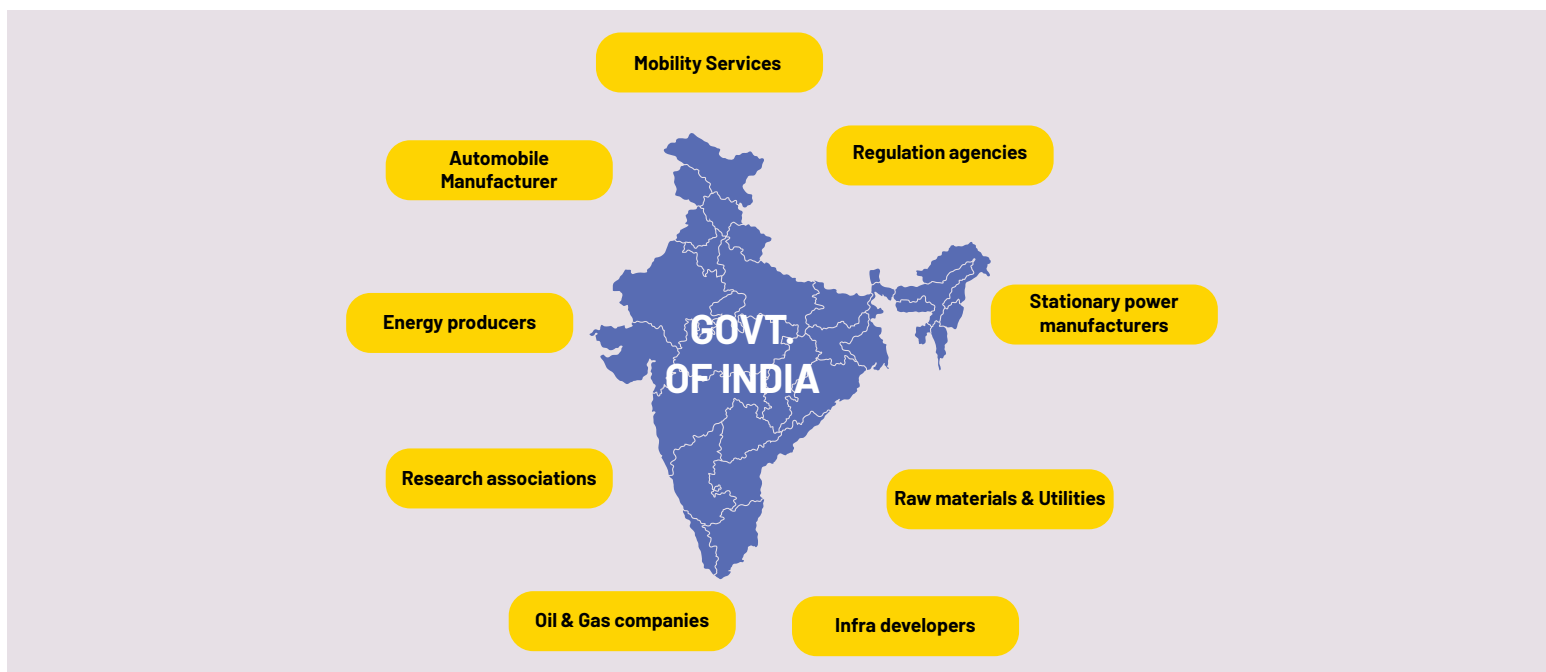 Mobility Services
Regulation agencies
Automobile
Manufacturer
Stationary power
manufacturers
Energy producers
GOVT.
OF INDIA
Research associations
Raw materials & Utilities
Oil & Gas companies
Infra developers